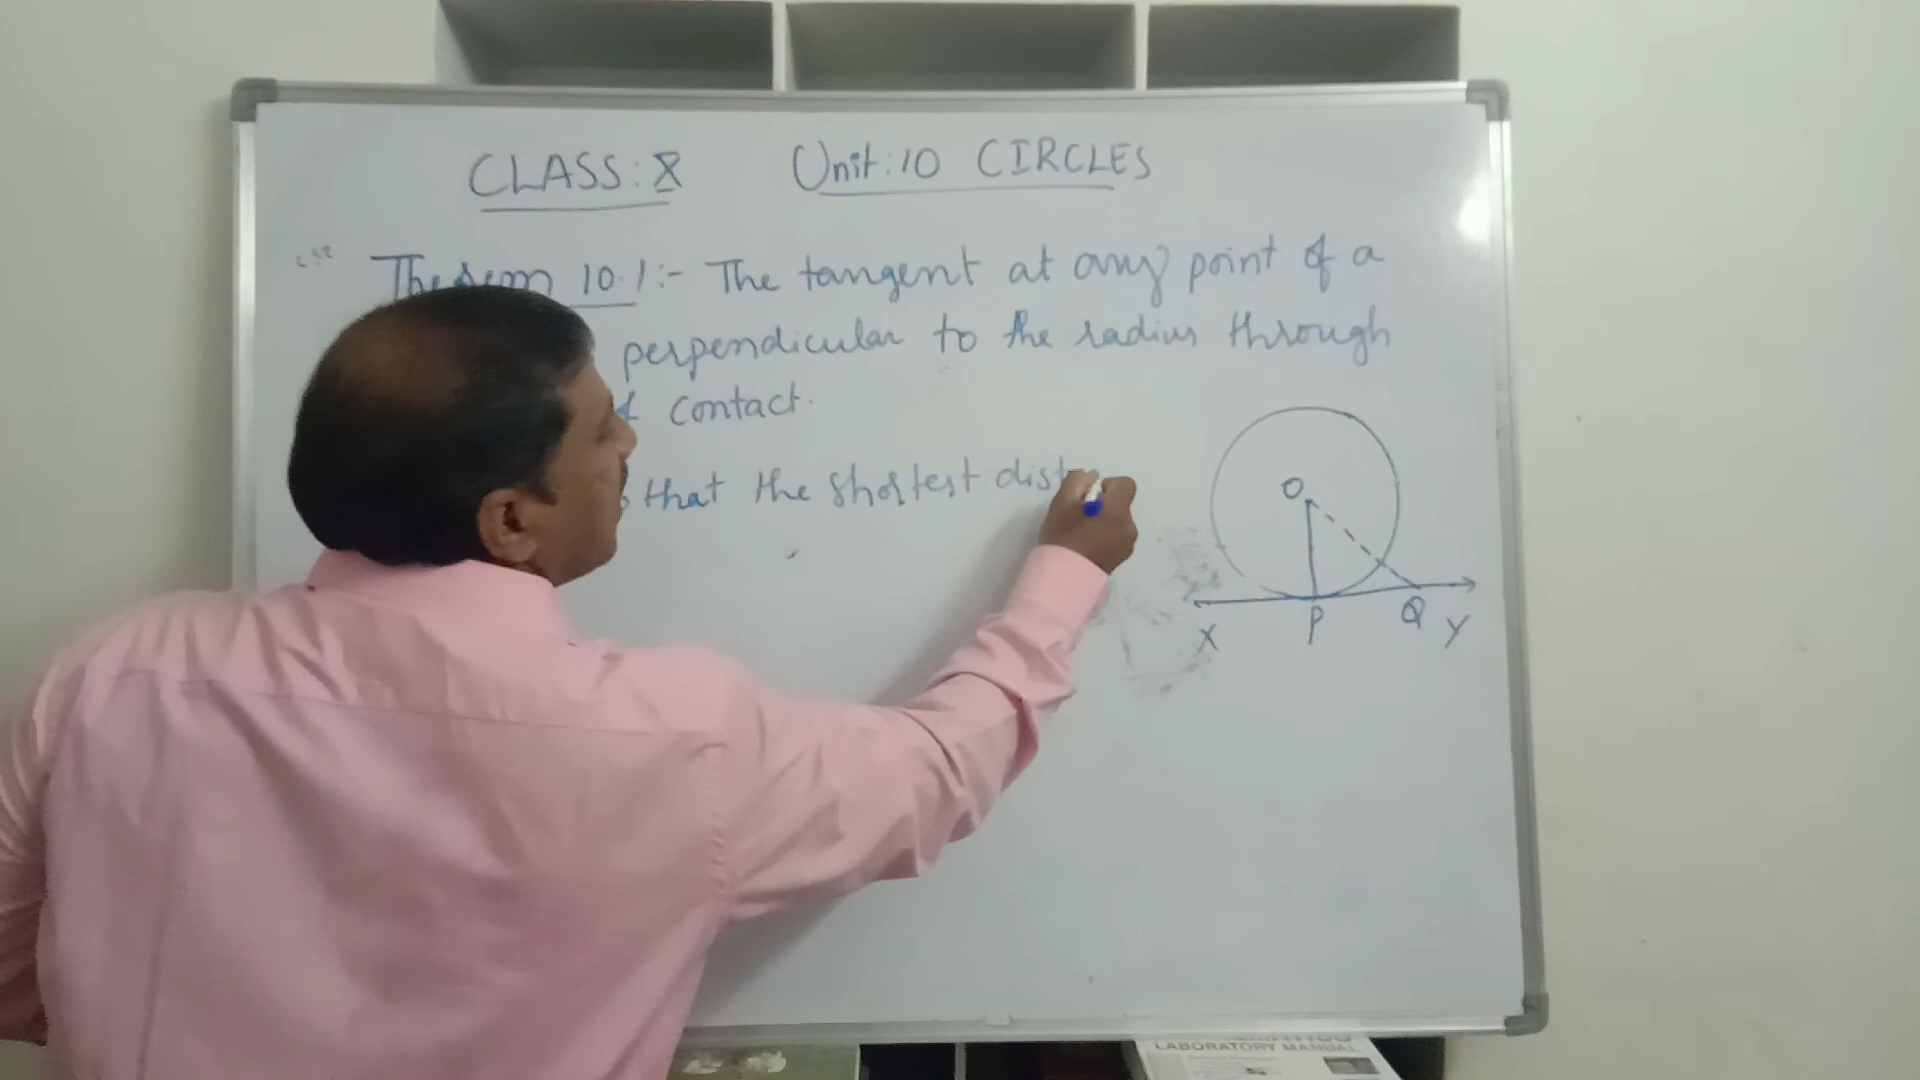 CLASS: X Unit: 10 CIRCLES
Theorem 10.1:- The tangent at any point of a
perpendicular to the radius through
contact.
that the shortest dist
O
P
Q
X
Y
LABORATORY MANUAL